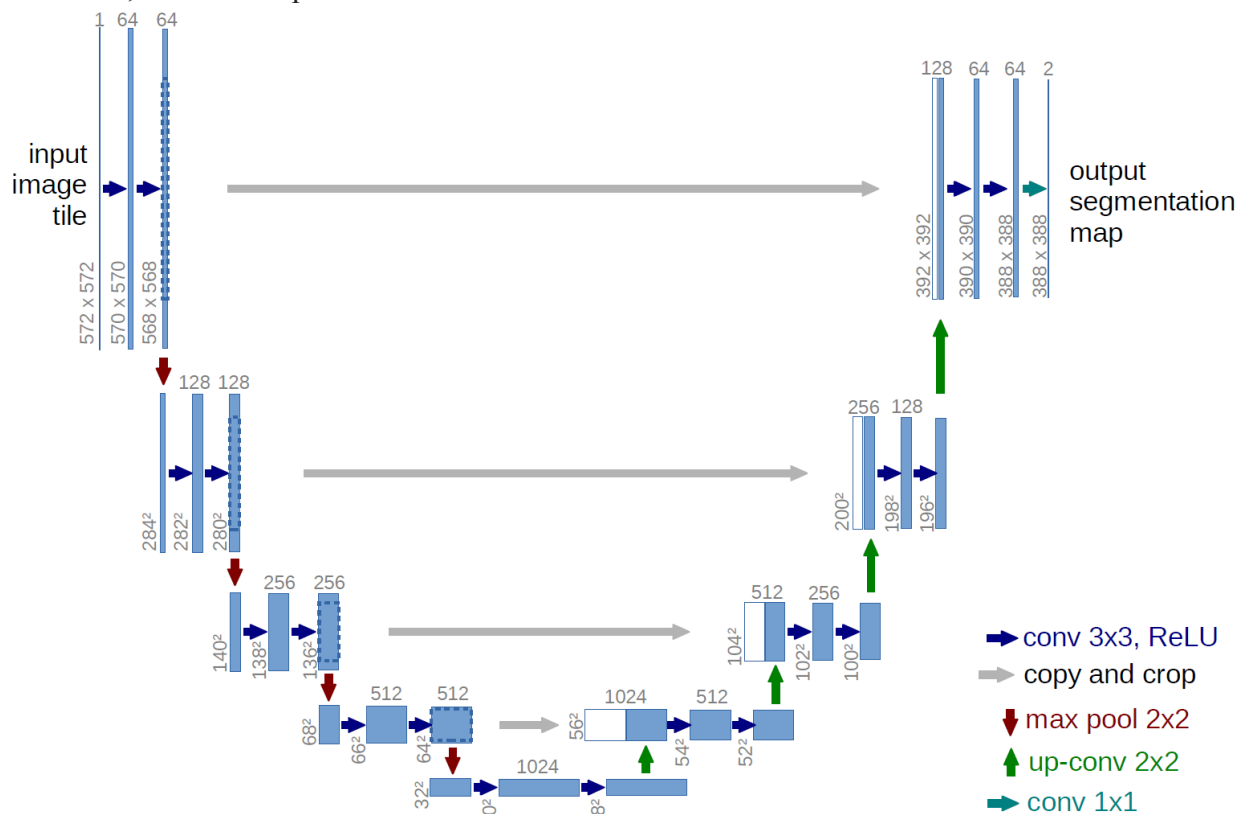 1 64 64
128 64 64 2
input
image
tile
output
segmentation
map
572 x 572
570 x 570
568 x 568
392 x 392
390 x 390
388 x 388
388 x 388
128 128
256 128
284²
282²
280²
200²
198²
196²
256 256
512 256
140²
138²
136²
104²
102²
100²
512 512
1024 512
68²
66²
64²
56²
54²
52²
1024
32²
conv 3x3, ReLU
copy and crop
max pool 2x2
up-conv 2x2
conv 1x1